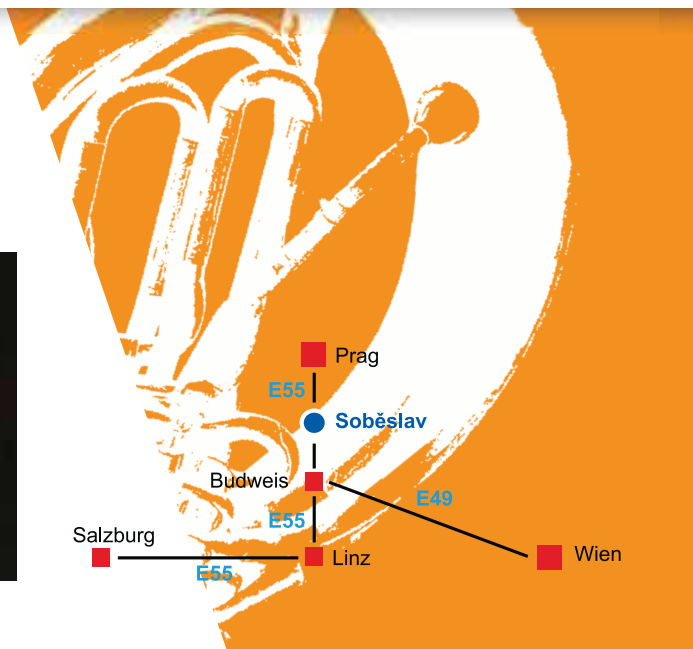 Prag
E55
Soběslav
Budweis
E49
E55
Salzburg
Linz
Wien
E55